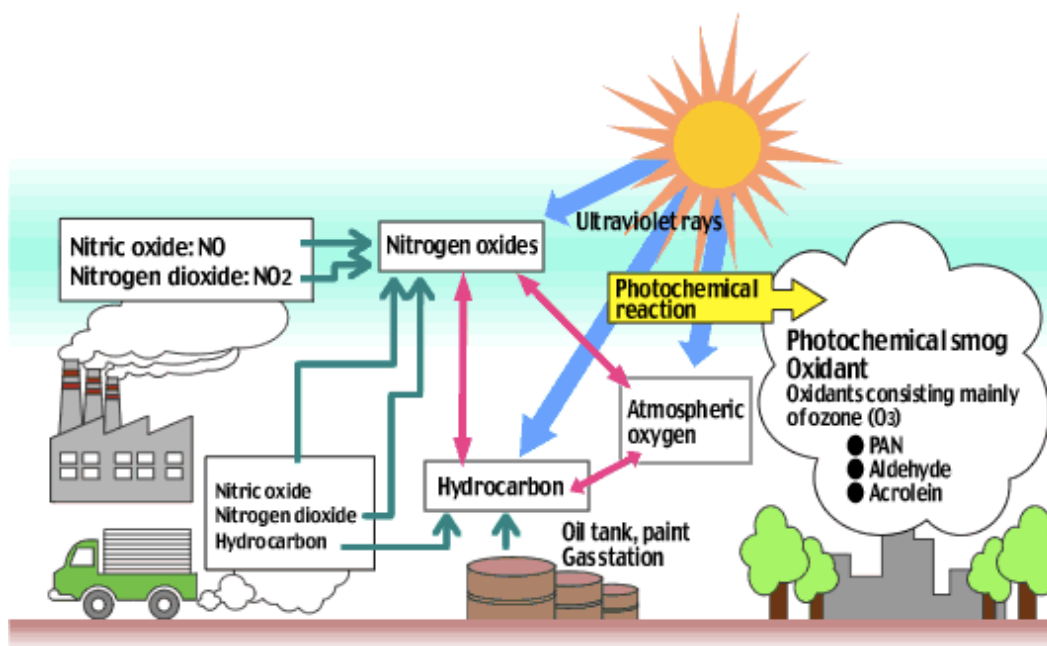 Ultraviolet rays
Nitric oxide: NO
Nitrogen dioxide: NO2
Nitrogen oxides
Photochemical
reaction
Photochemical smog
Oxidant
Oxidants consisting mainly
of ozone (O3)
● PAN
● Aldehyde
● Acrolein
Atmospheric
oxygen
Hydrocarbon
Nitric oxide
Nitrogen dioxide
Hydrocarbon
Oil tank, paint
Gas station